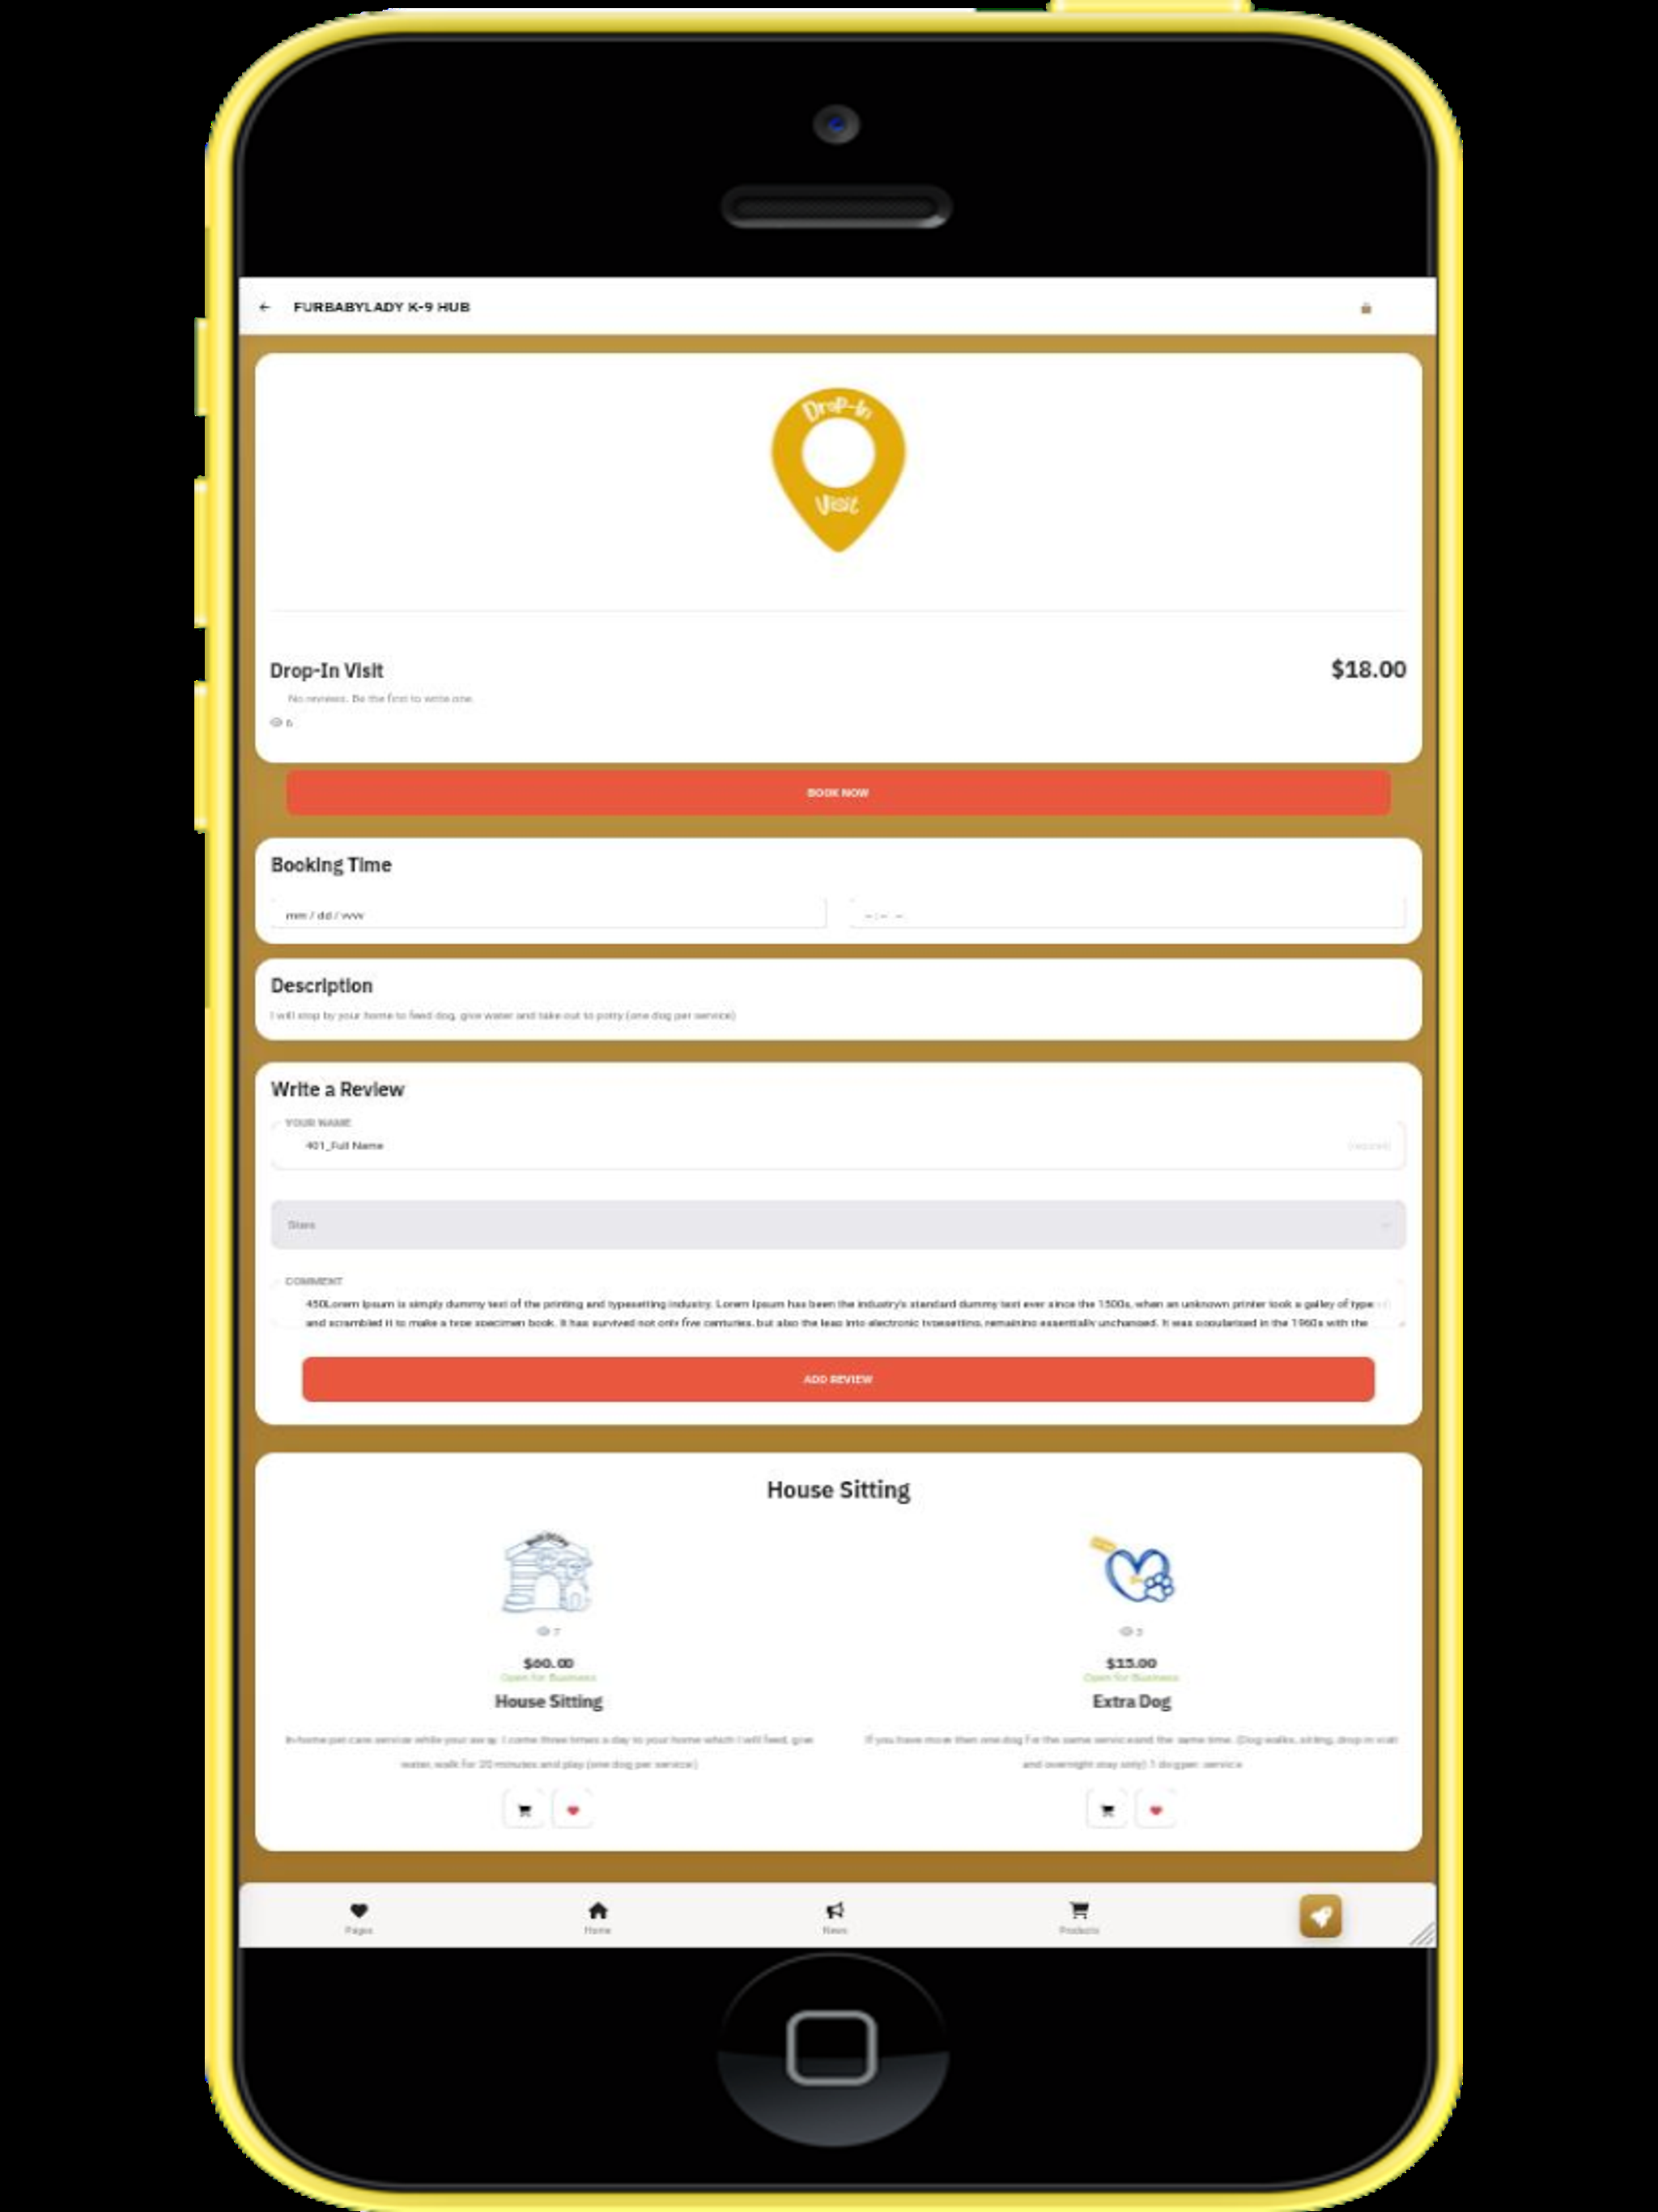 FURBABYLADY K-9 HUB
Drop-In
Visit
Drop-In Visit
$18.00
No reviews. Be the first to write one.
6
BOOK NOW
Booking Time
mm / dd / yyyy
--:-- --
Description
I will stop by your home to feed dog, give water and take out to potty (one dog per service)
Write a Review
YOUR NAME
401_Full Name
(required)
Stars
COMMENT
450Lorem Ipsum is simply dummy text of the printing and typesetting industry. Lorem Ipsum has been the industry's standard dummy text ever since the 1500s, when an unknown printer took a galley of type
and scrambled it to make a type specimen book. It has survived not only five centuries, but also the leap into electronic typesetting, remaining essentially unchanged. It was popularised in the 1960s with the
ADD REVIEW
House Sitting
7
3
$60.00
$15.00
Open for Business
Open for Business
House Sitting
Extra Dog
In-home pet care service while your away. I come three times a day to your home which I will feed, give
water, walk for 20 minutes and play (one dog per service)
If you have more then one dog for the same service and the same time. (Dog walks, sitting, drop in visit
and overnight stay only) 1 dog per service
Pages
Home
News
Products